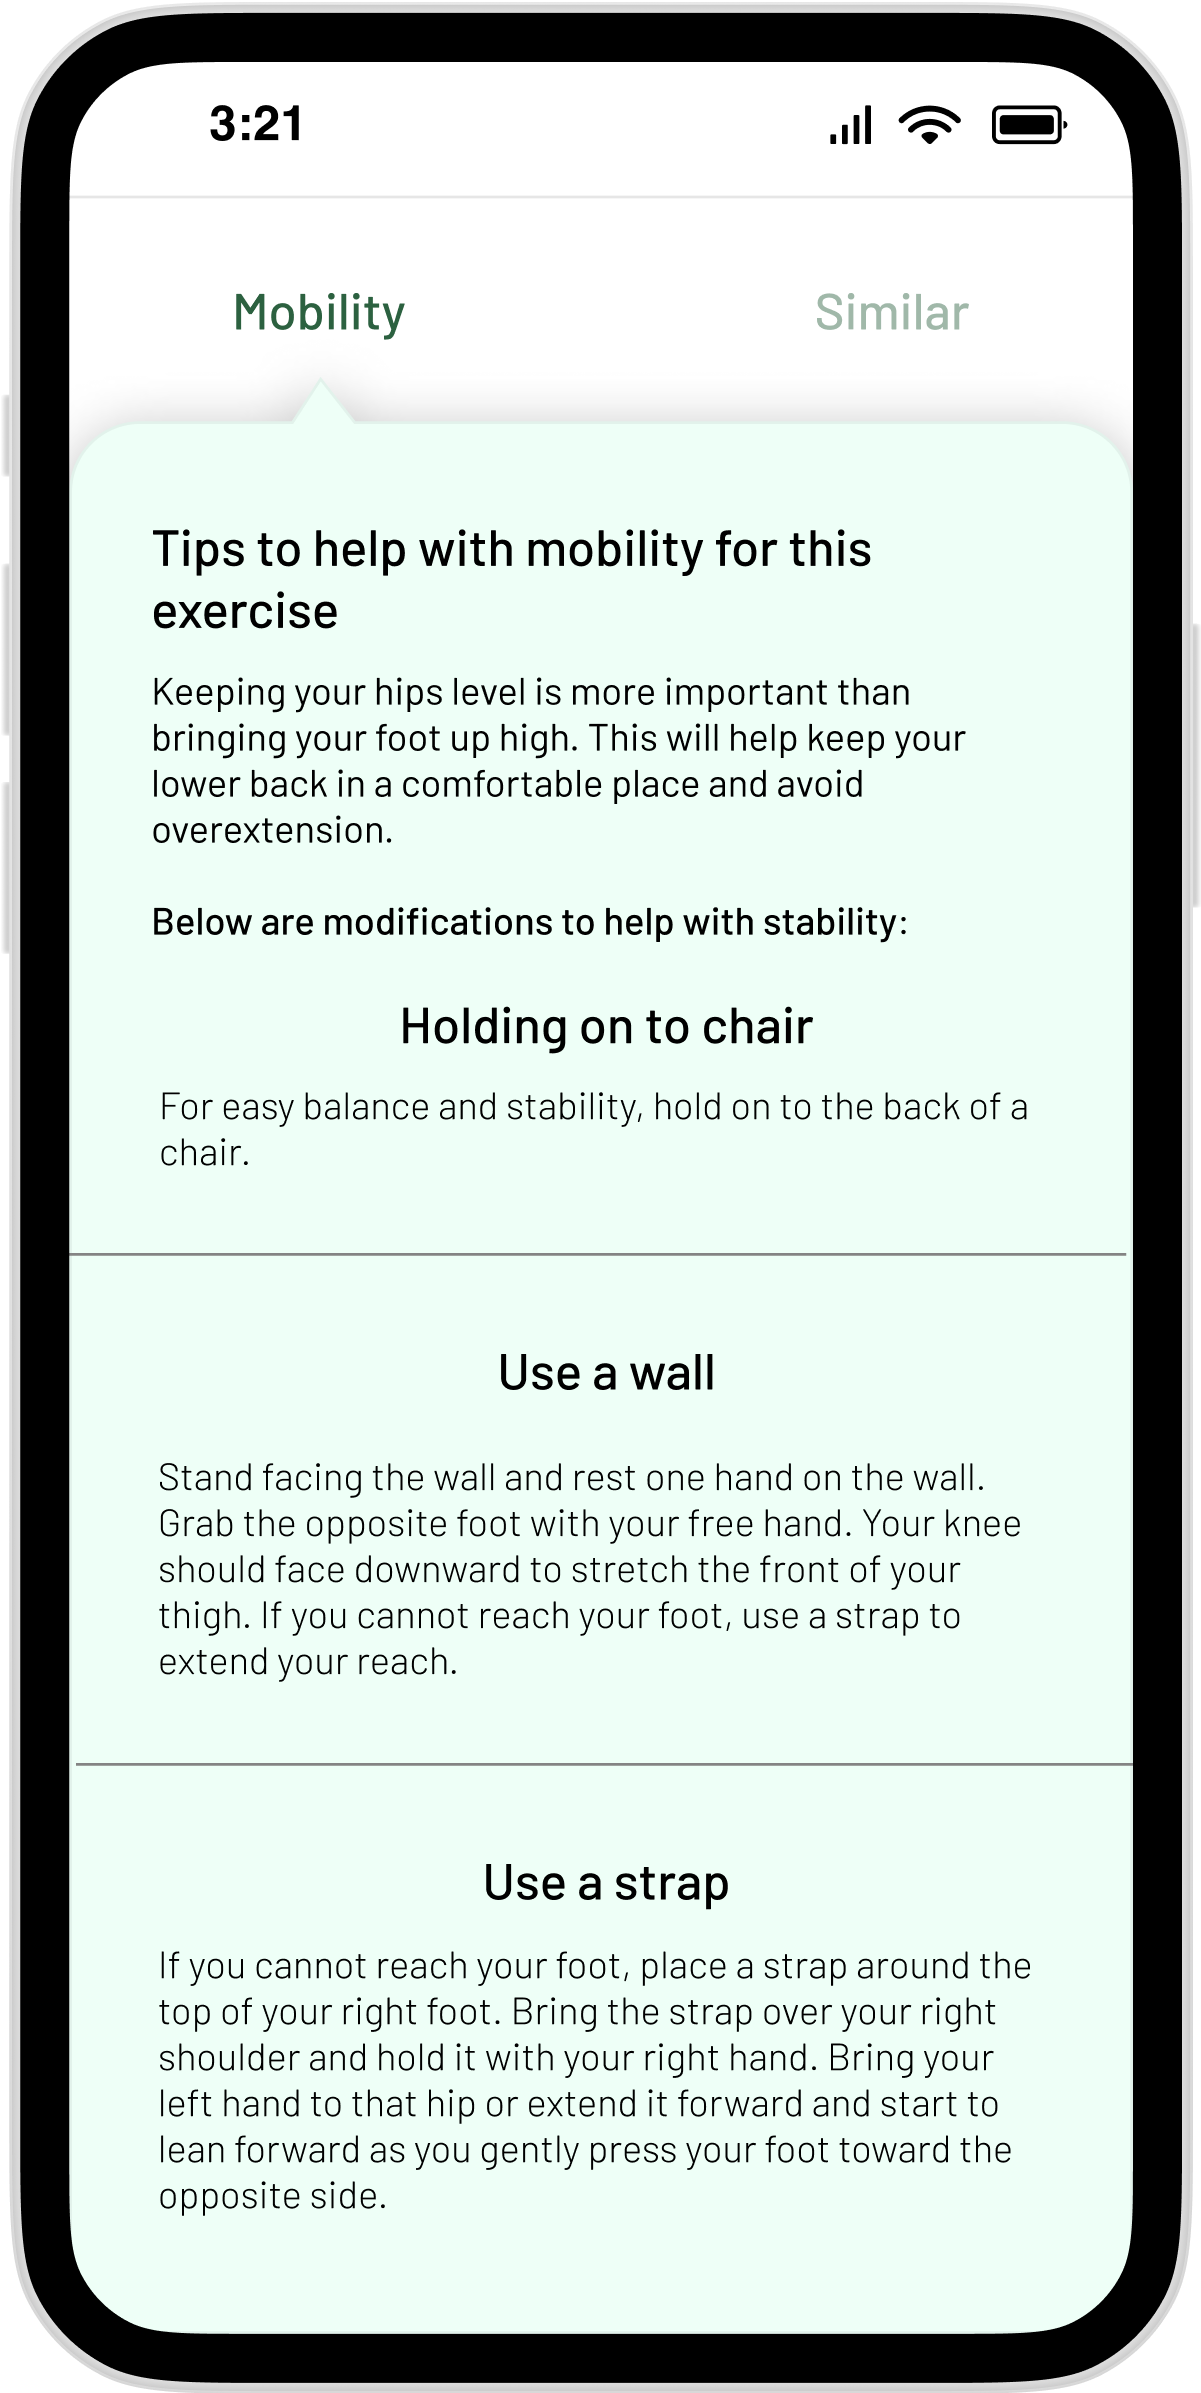 3:21
Mobility
Similar
Tips to help with mobility for this
exercise
Keeping your hips level is more important than
bringing your foot up high. This will help keep your
lower back in a comfortable place and avoid
overextension.
Below are modifications to help with stability:
Holding on to chair
For easy balance and stability, hold on to the back of a
chair.
Use a wall
Stand facing the wall and rest one hand on the wall.
Grab the opposite foot with your free hand. Your knee
should face downward to stretch the front of your
thigh. If you cannot reach your foot, use a strap to
extend your reach.
Use a strap
If you cannot reach your foot, place a strap around the
top of your right foot. Bring the strap over your right
shoulder and hold it with your right hand. Bring your
left hand to that hip or extend it forward and start to
lean forward as you gently press your foot toward the
opposite side.